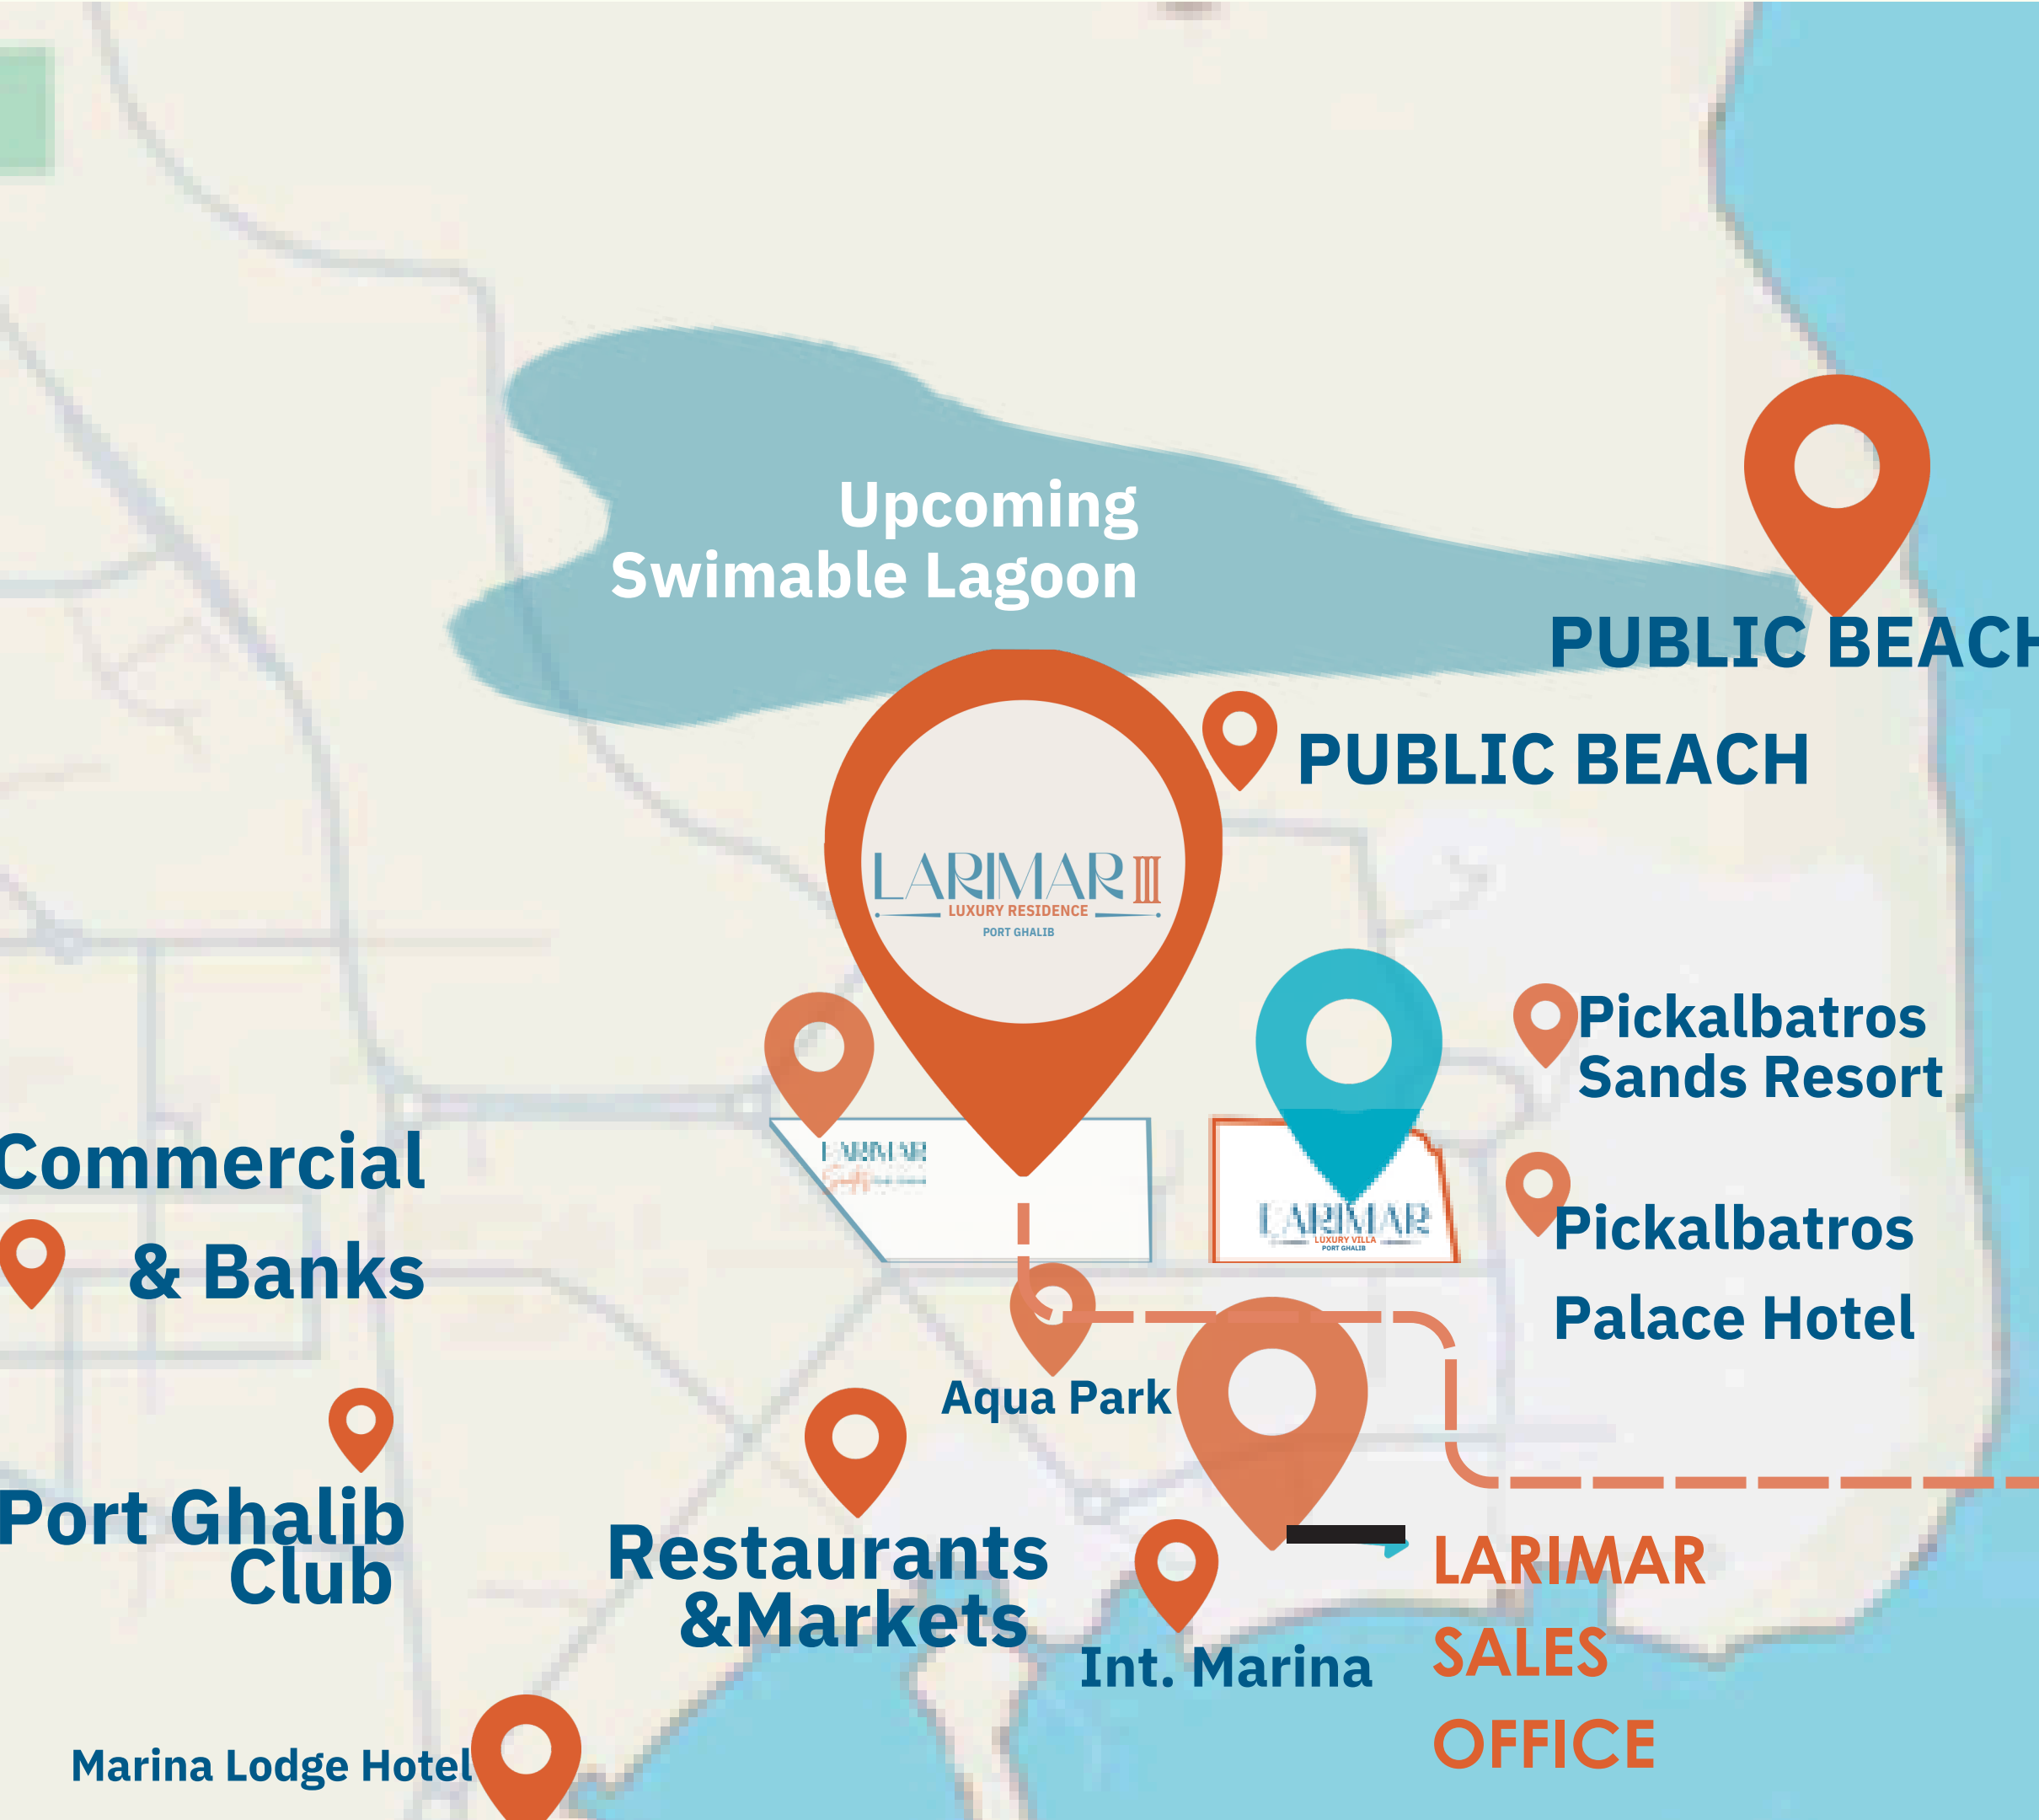 Upcoming
Swimable Lagoon
PUBLIC BEACH
PUBLIC BEACH
LARIMAR III
LUXURY RESIDENCE
PORT GHALIB
Pickalbatros
Sands Resort
LARIMAR
Commercial
& Banks
LARIMAR
LUXURY VILLA
PORT GHALIB
Pickalbatros
Palace Hotel
Aqua Park
Port Ghalib
Club
Restaurants
&Markets
Int. Marina
LARIMAR
SALES
OFFICE
Marina Lodge Hotel